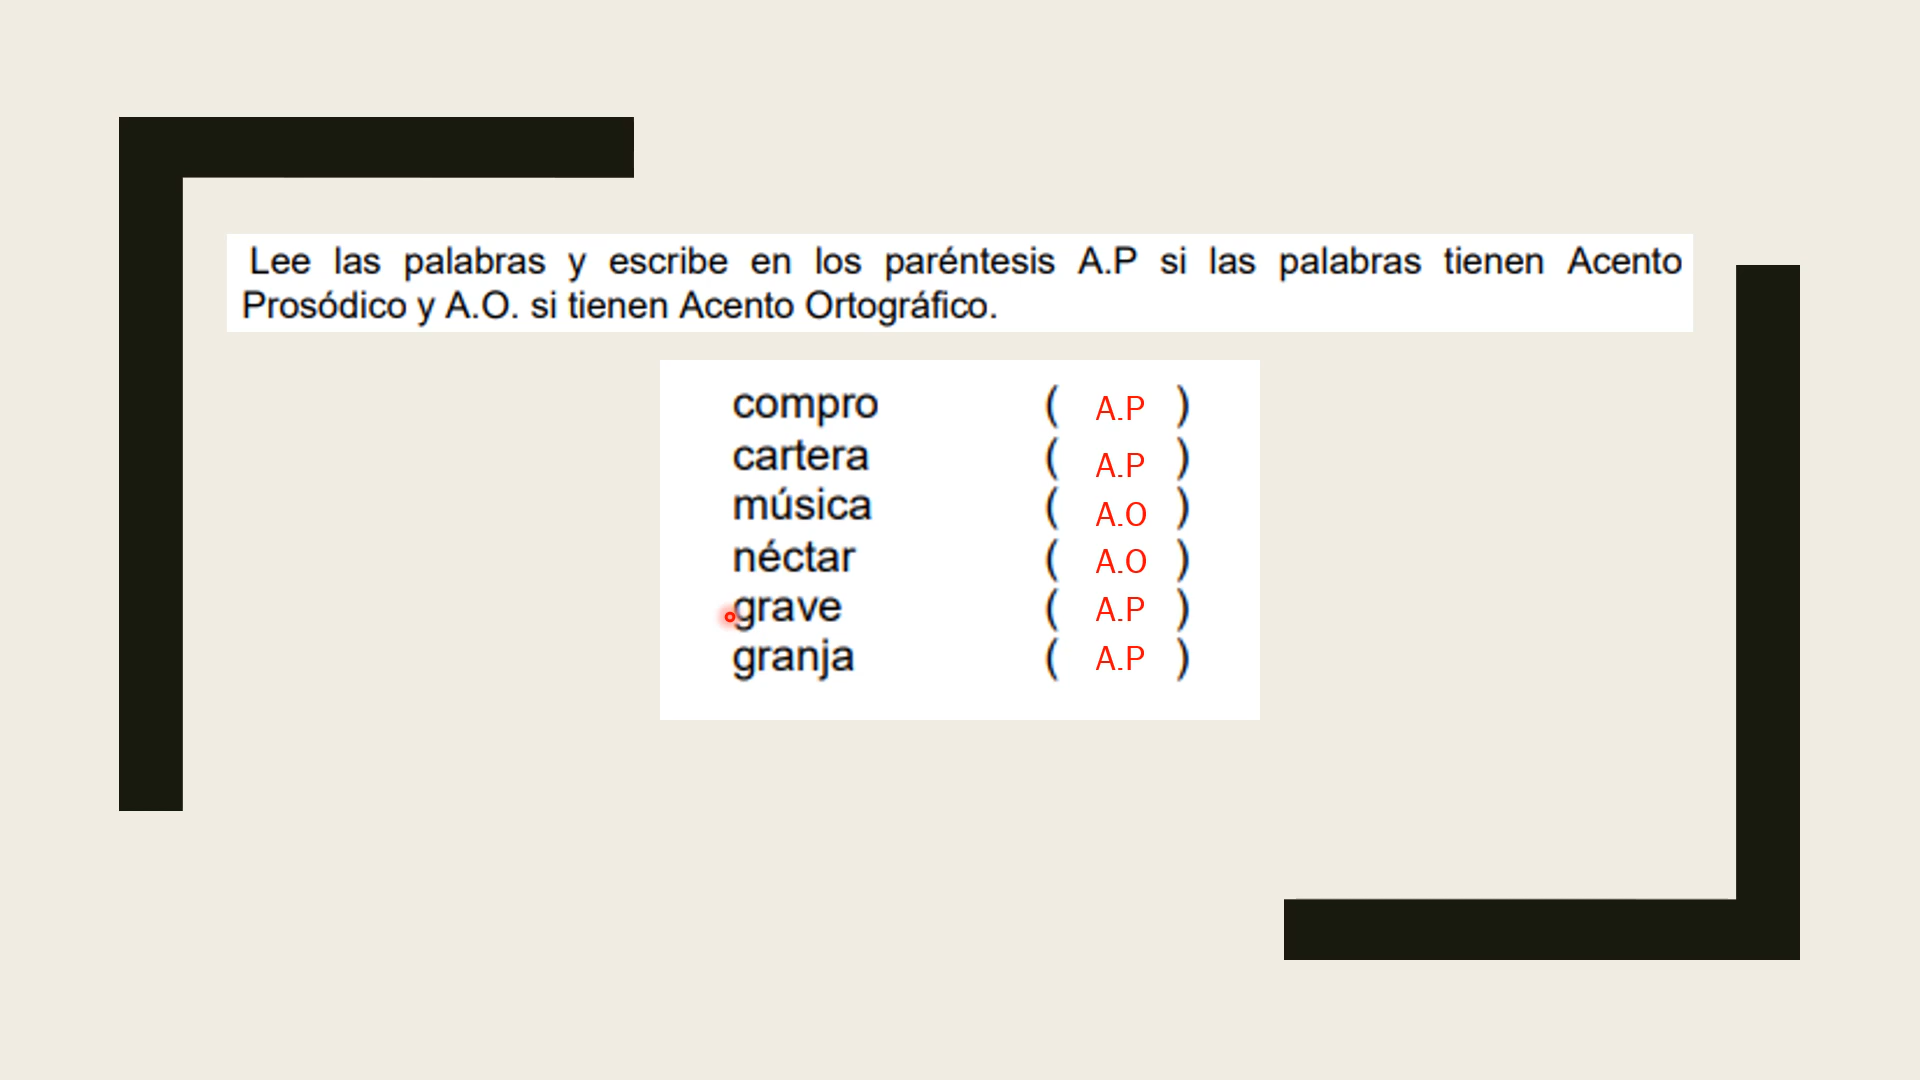 Lee las palabras y escribe en los paréntesis A.P si las palabras tienen Acento
Prosódico y A.O. si tienen Acento Ortográfico.
compro ( A.P )
cartera ( A.P )
música ( A.O )
néctar ( A.O )
grave ( A.P )
granja ( A.P )